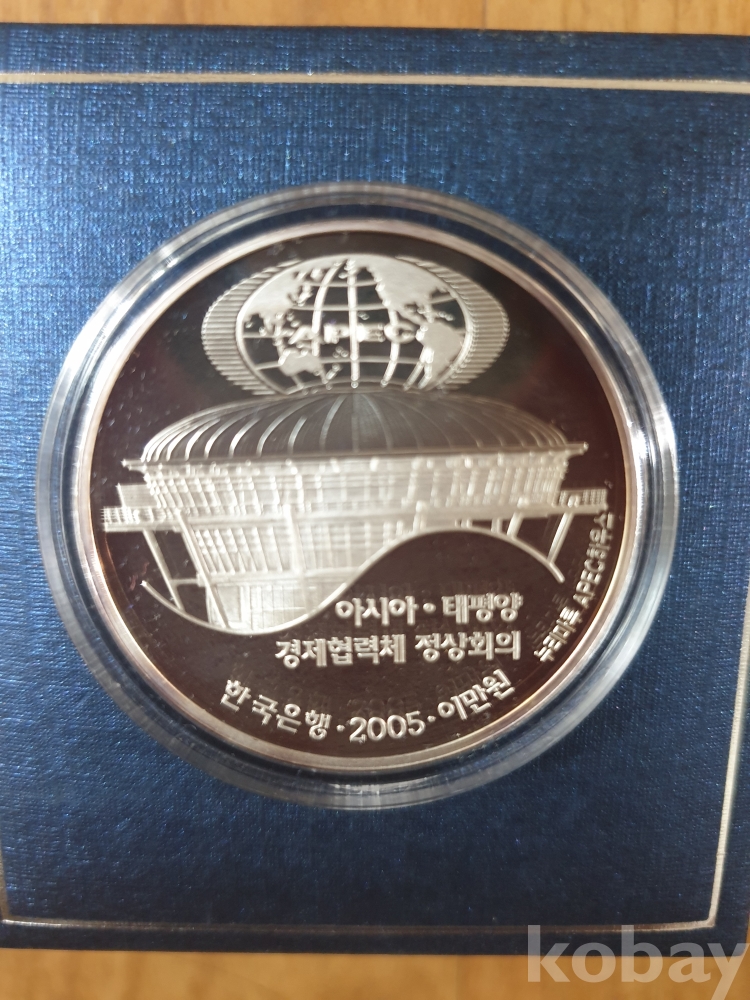 APEC
아시아·태평양
경제협력체 정상회의
누리마루 APEC하우스
한국은행·2005·이만원
kobay